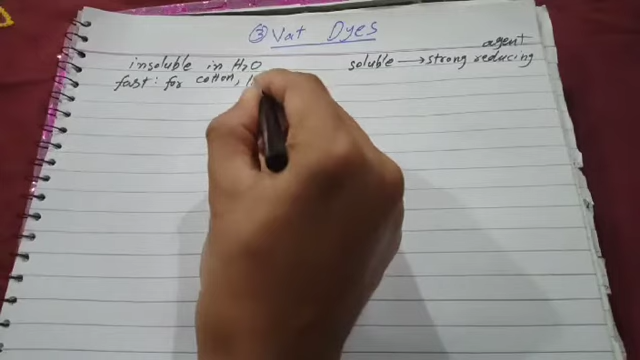 ③ Vat Dyes
insoluble in H₂O soluble → strong reducing agent
fast : for cotton,